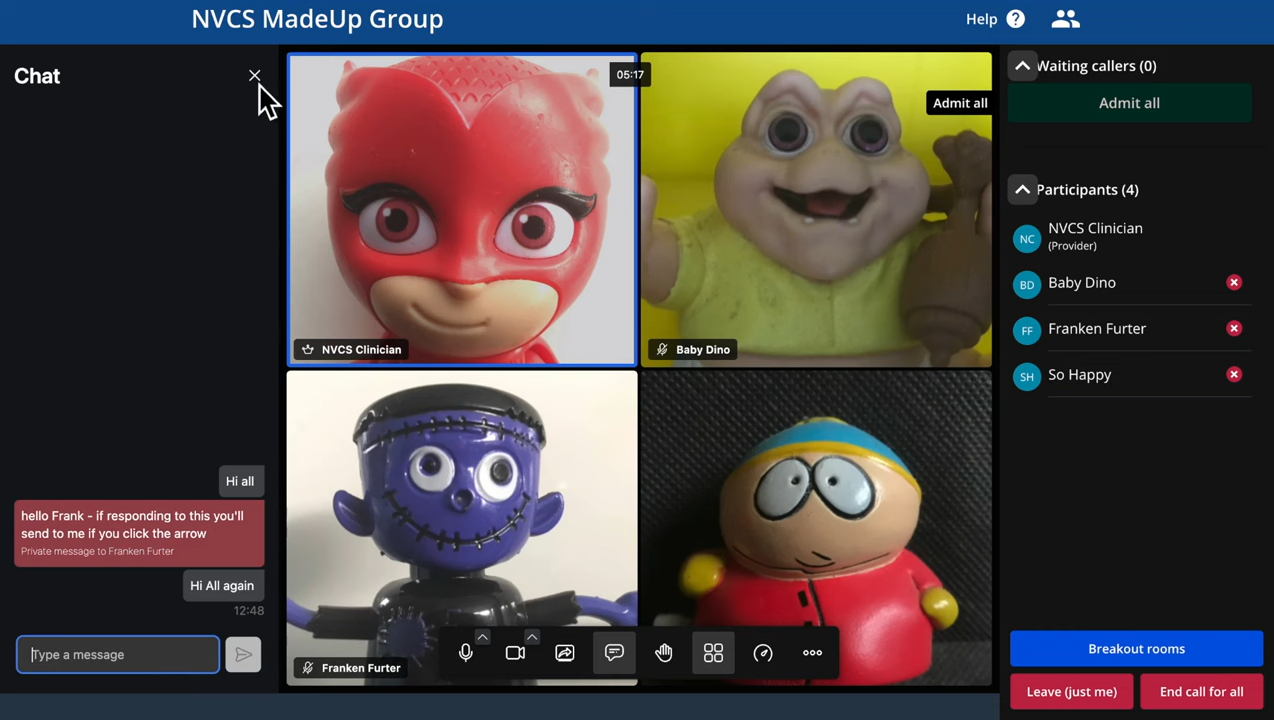 NVCS MadeUp Group
Help
Chat
Hi all
hello Frank - if responding to this you'll
send to me if you click the arrow
Private message to Franken Furter
Hi All again
12:48
Type a message
05:17
NVCS Clinician
Admit all
Baby Dino
Franken Furter
Waiting callers (0)
Admit all
Participants (4)
NC
NVCS Clinician
(Provider)
BD
Baby Dino
FF
Franken Furter
SH
So Happy
Breakout rooms
Leave (just me)
End call for all